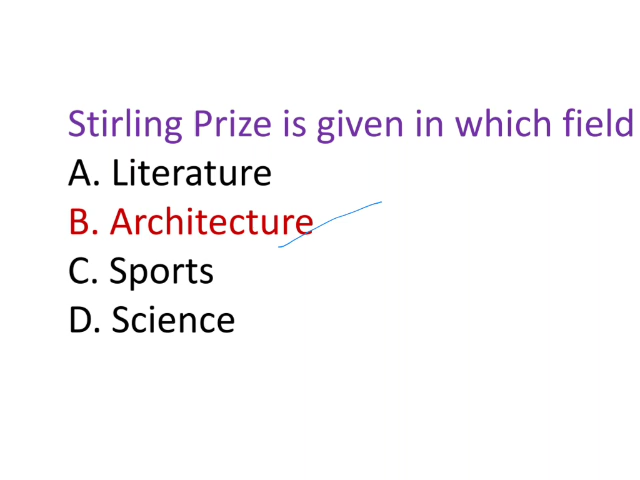 Stirling Prize is given in which field
A. Literature
B. Architecture
C. Sports
D. Science